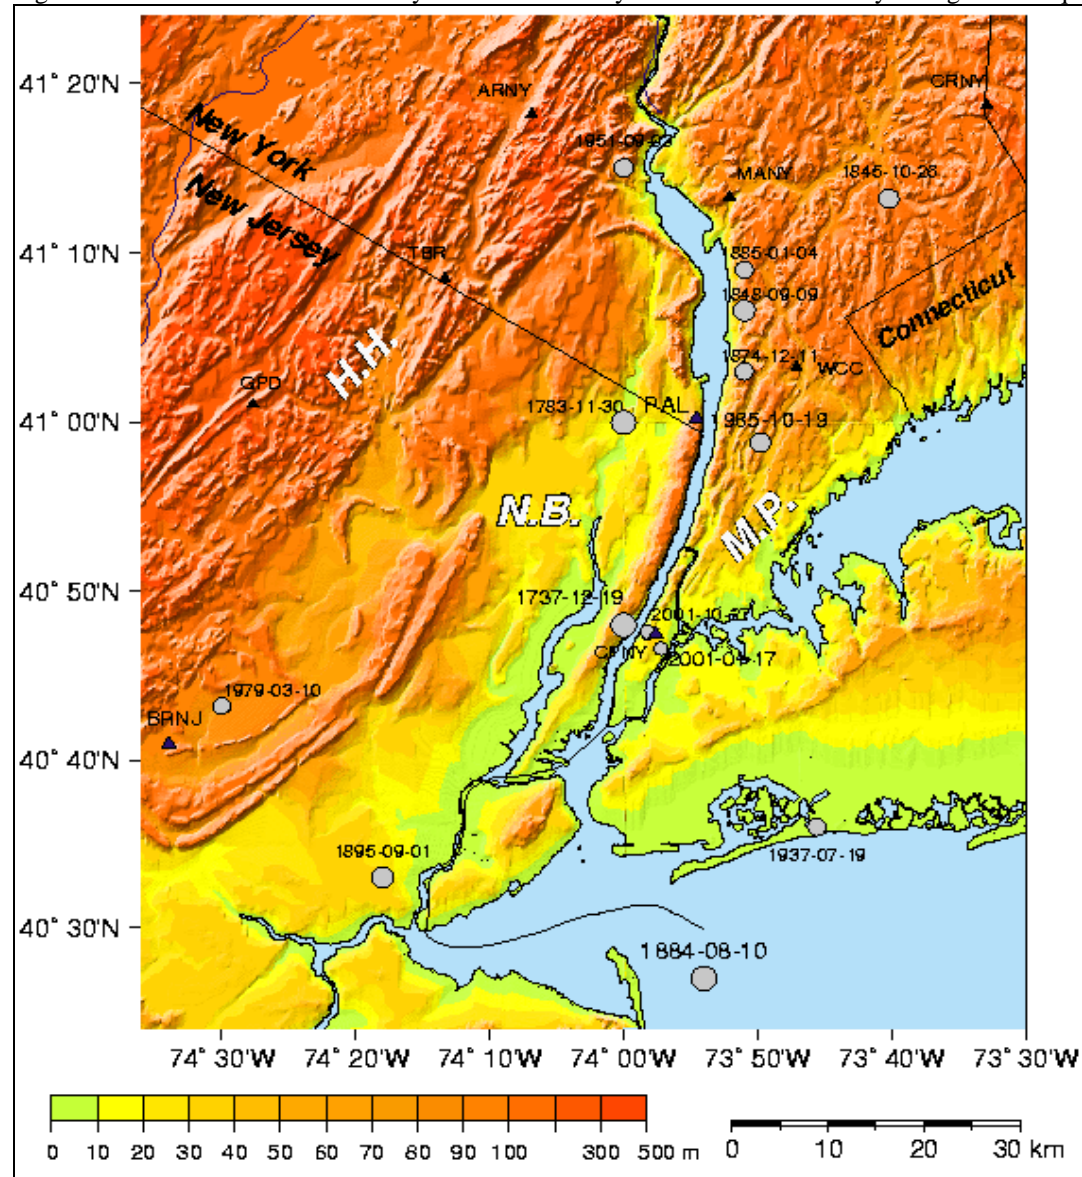 41° 20'N
ARNY
CRNY
New York
1951-09-03
MANY
1845-10-26
New Jersey
41° 10'N
TBR
885-01-04
1848-09-09
Connecticut
H.H.
1874-12-11
WCC
GPD
41° 00'N
1783-11-30
PAL
985-10-19
N.B.
M.P.
40° 50'N
1737-12-19
2001-10-27
CPNY
2001-01-17
1979-03-10
BRNJ
40° 40'N
1895-09-01
1937-07-19
40° 30'N
1884-08-10
74° 30'W 74° 20'W 74° 10'W 74° 00'W 73° 50'W 73° 40'W 73° 30'W
0 10 20 30 40 50 60 70 80 90 100 300 500 m
0 10 20 30 km